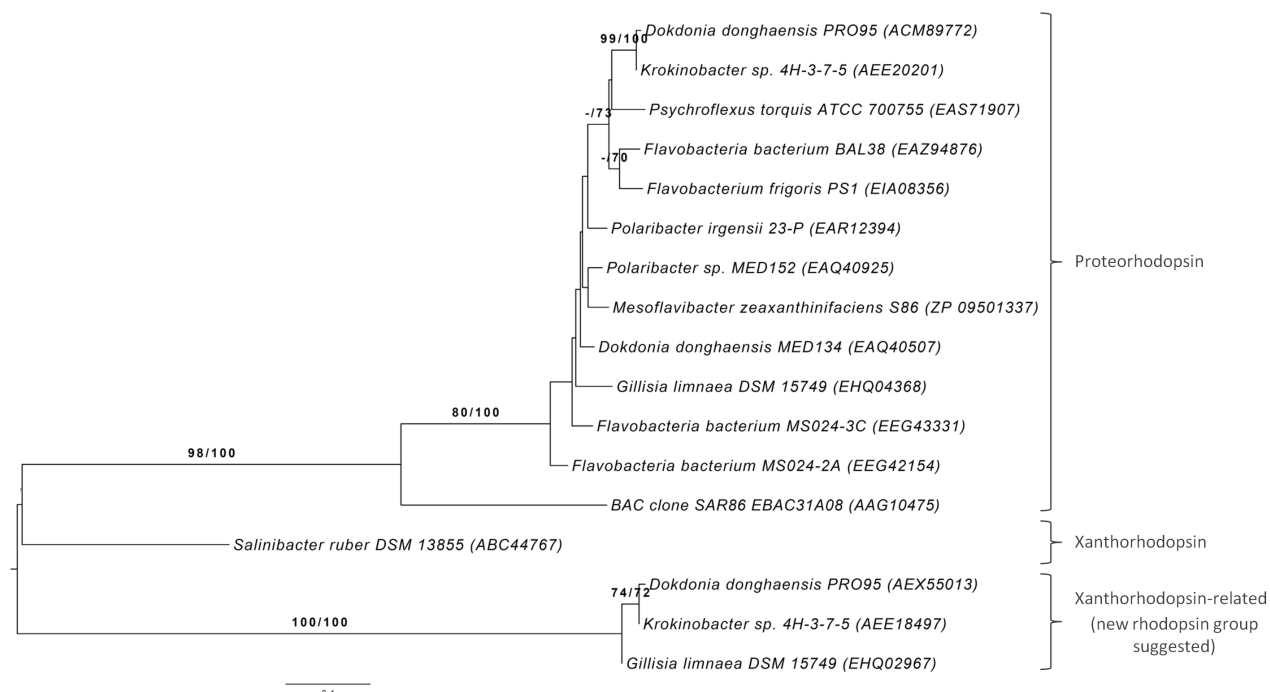 Dokdonia donghaensis PRO95 (ACM89772)
99/100
Krokinobacter sp. 4H-3-7-5 (AEE20201)
Psychroflexus torquis ATCC 700755 (EAS71907)
-/73
Flavobacteria bacterium BAL38 (EAZ94876)
-/70
Flavobacterium frigoris PS1 (EIA08356)
Polaribacter irgensii 23-P (EAR12394)
Proteorhodopsin
Polaribacter sp. MED152 (EAQ40925)
Mesoflavibacter zeaxanthinifaciens S86 (ZP 09501337)
Dokdonia donghaensis MED134 (EAQ40507)
Gillisia limnaea DSM 15749 (EHQ04368)
80/100
Flavobacteria bacterium MS024-3C (EEG43331)
98/100
Flavobacteria bacterium MS024-2A (EEG42154)
BAC clone SAR86 EBAC31A08 (AAG10475)
Salinibacter ruber DSM 13855 (ABC44767)
Xanthorhodopsin
Dokdonia donghaensis PRO95 (AEX55013)
74/72
100/100
Krokinobacter sp. 4H-3-7-5 (AEE18497)
Gillisia limnaea DSM 15749 (EHQ02967)
Xanthorhodopsin-related
(new rhodopsin group
suggested)